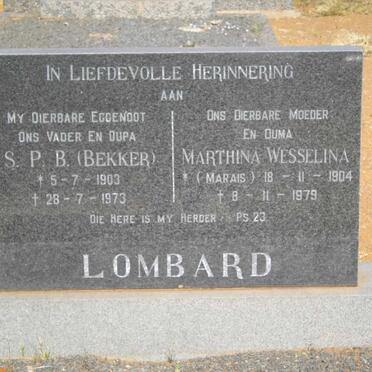 IN LIEFDEVOLLE HERINNERING
AAN
MY DIERBARE EGGENOOT
ONS VADER EN OUPA
S. P. B. (BEKKER)
* 5-7-1903
† 28-7-1973
ONS DIERBARE MOEDER
EN OUMA
MARTHINA WESSELINA
* (MARAIS) 18-11-1904
† 8-11-1979
DIE HERE IS MY HERDER PS 23
LOMBARD